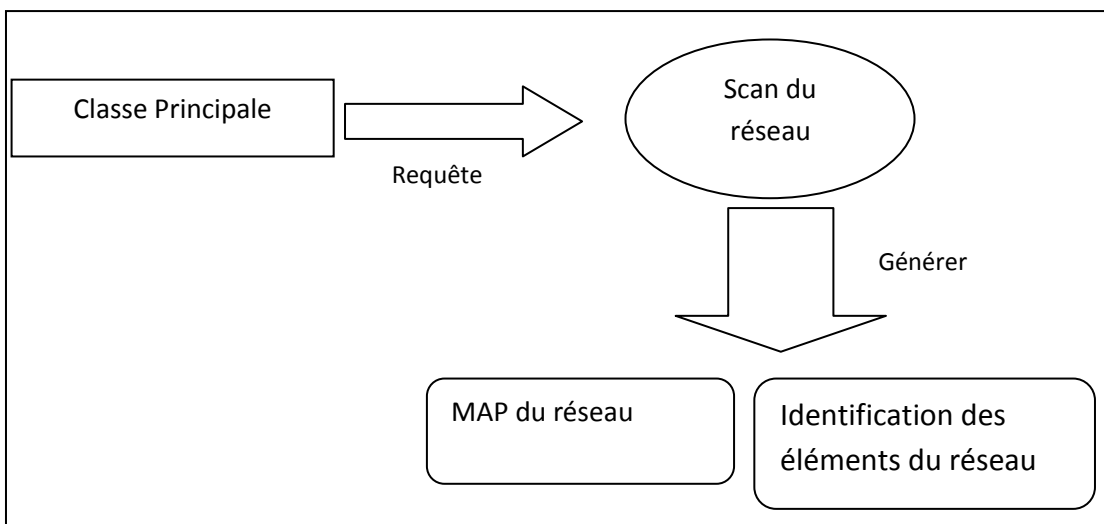 Classe Principale
Requête
Scan du
réseau
Générer
MAP du réseau
Identification des
éléments du réseau